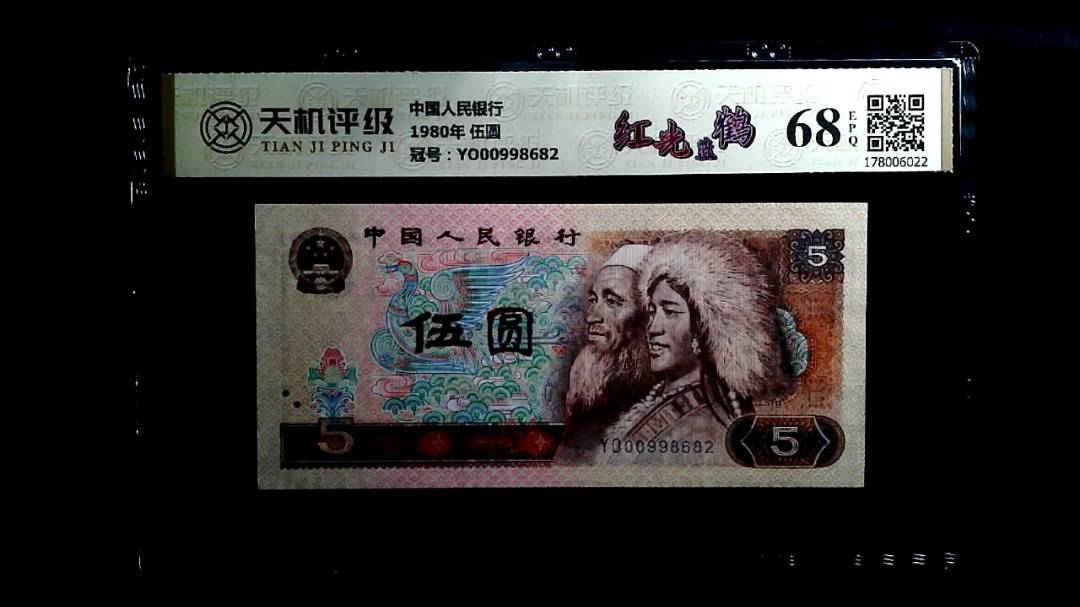 天机评级
TIAN JI PING JI
中国人民银行
1980年 伍圆
冠号：YO00998682
红光蓝鹤
68
EPQ
178006022
中国人民银行
伍圆
5
5
YO00998682
5